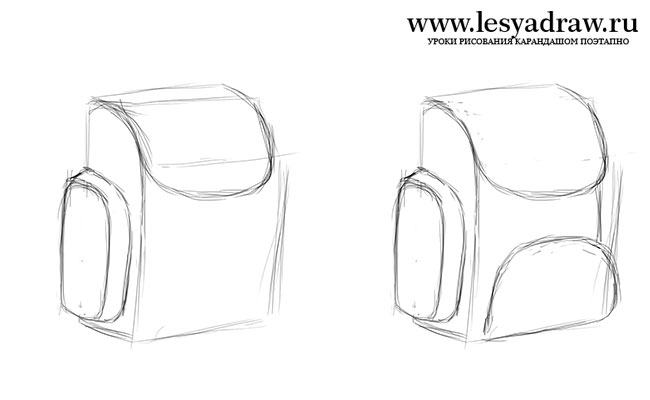 www.lesyadraw.ru
УРОКИ РИСОВАНИЯ КАРАНДАШОМ ПОЭТАПНО